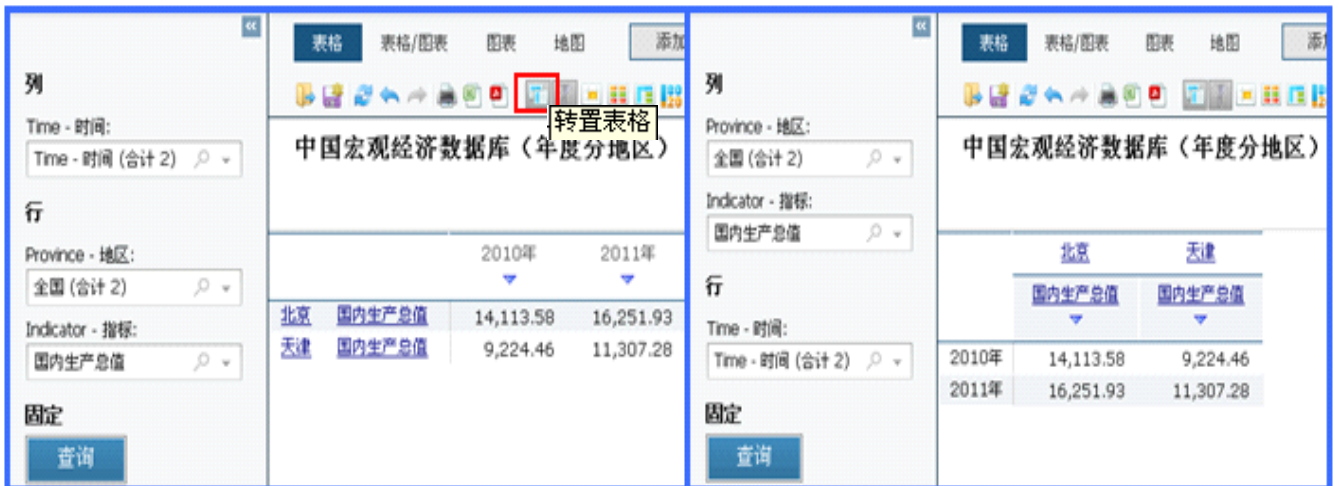 列
Time - 时间:
Time - 时间 (合计 2)
行
Province - 地区:
全国 (合计 2)
Indicator - 指标:
国内生产总值
固定
查询
表格 表格/图表 图表 地图 添加
转置表格
中国宏观经济数据库（年度分地区）
2010年 2011年
北京 国内生产总值 14,113.58 16,251.93
天津 国内生产总值 9,224.46 11,307.28
列
Province - 地区:
全国 (合计 2)
Indicator - 指标:
国内生产总值
行
Time - 时间:
Time - 时间 (合计 2)
固定
查询
表格 表格/图表 图表 地图
中国宏观经济数据库（年度分地区）
北京 天津
国内生产总值 国内生产总值
2010年 14,113.58 9,224.46
2011年 16,251.93 11,307.28